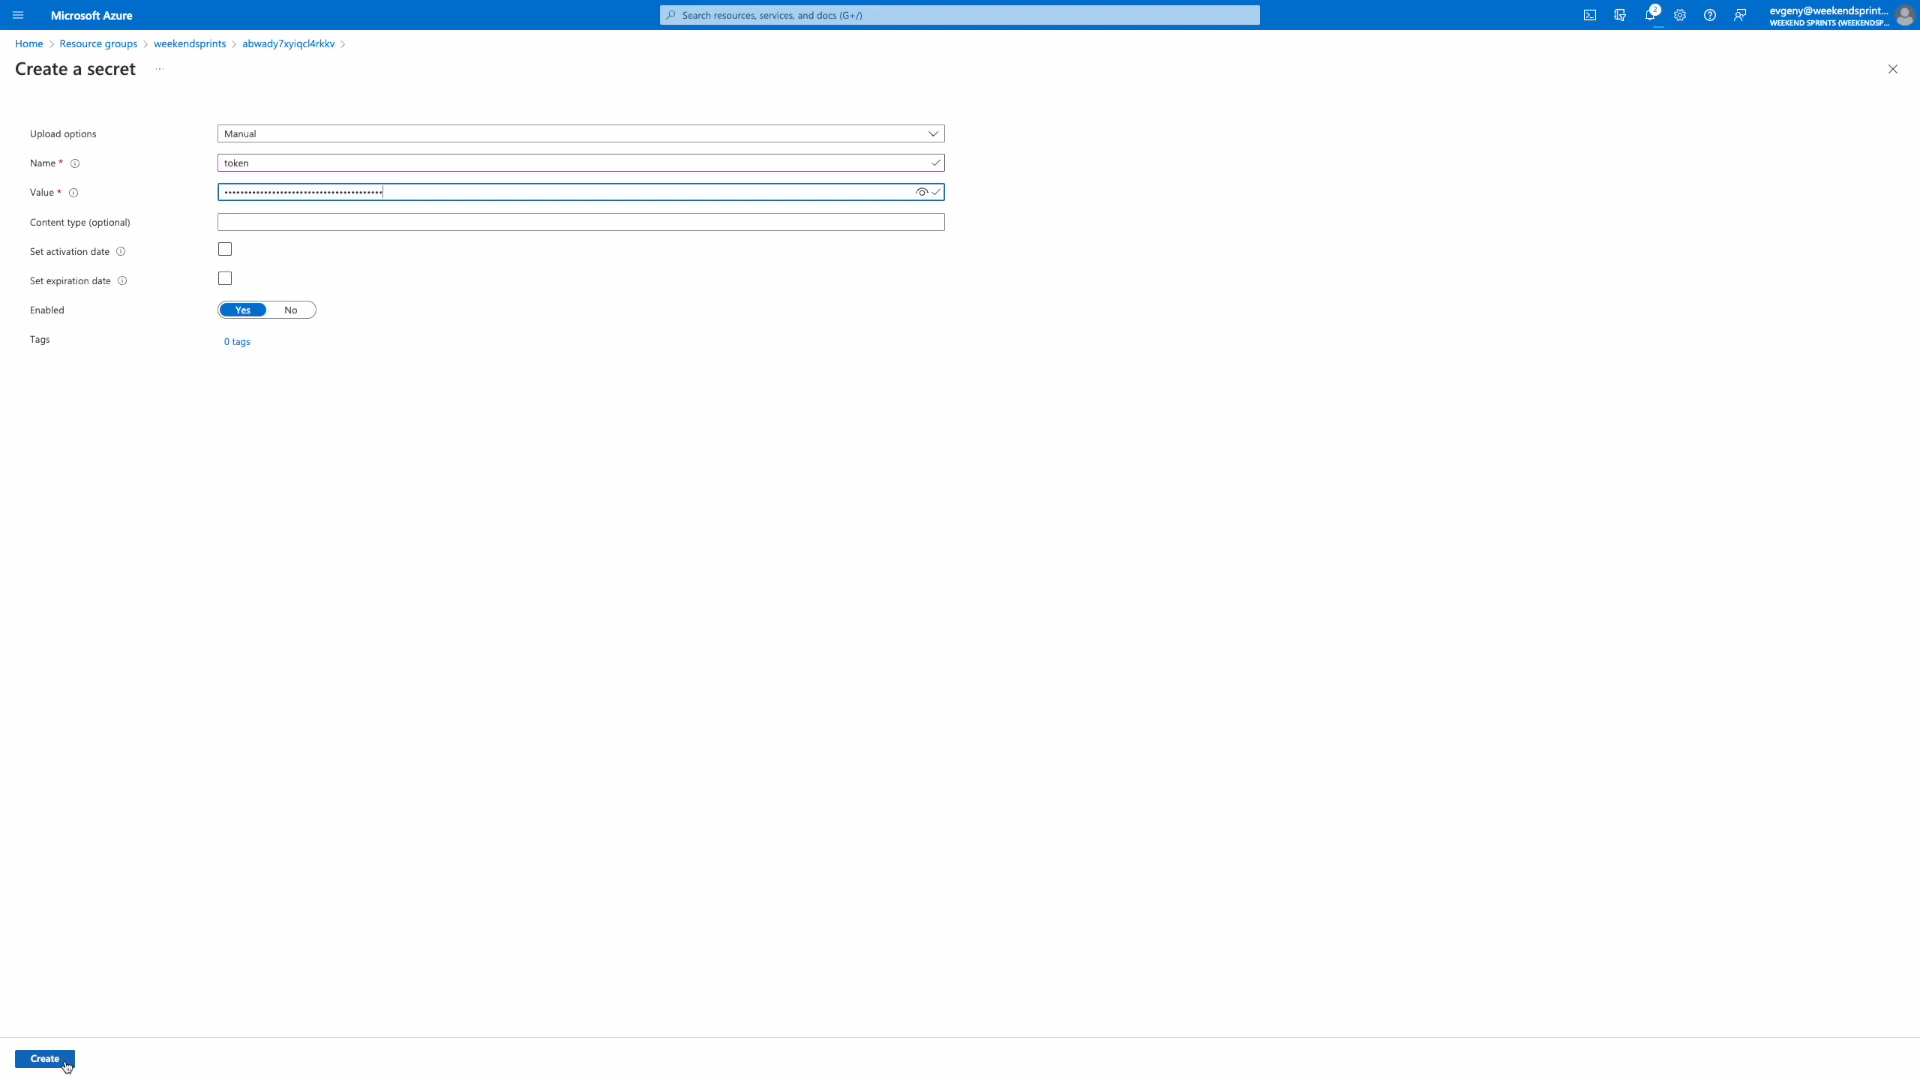 Microsoft Azure
Search resources, services, and docs (G+/)
2
evgeny@weekendsprint...
WEEKEND SPRINTS (WEEKENDSP...
Home > Resource groups > weekendsprints > abwady7xyiqcl4rkkv >
Create a secret ...
Upload options
Manual
Name *
token
Value *
Content type (optional)
Set activation date
Set expiration date
Enabled
Yes No
Tags
0 tags
Create